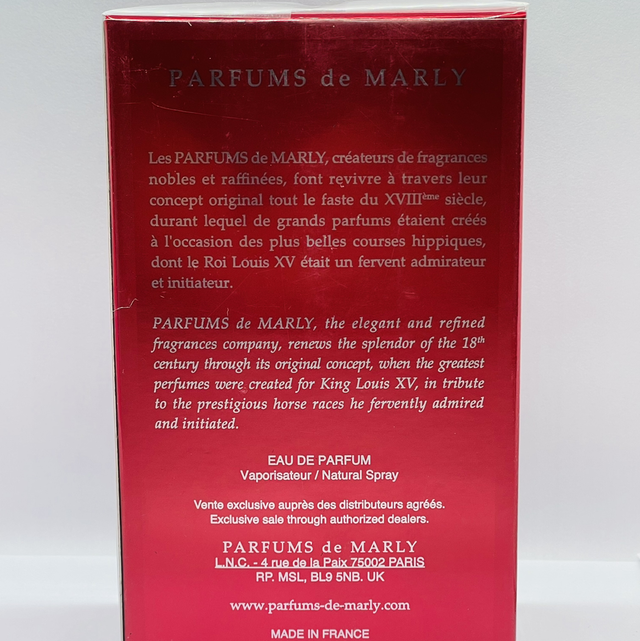 PARFUMS de MARLY
Les PARFUMS de MARLY, créateurs de fragrances
nobles et raffinées, font revivre à travers leur
concept original tout le faste du XVIIIème siècle,
durant lequel de grands parfums étaient créés
à l'occasion des plus belles courses hippiques,
dont le Roi Louis XV était un fervent admirateur
et initiateur.
PARFUMS de MARLY, the elegant and refined
fragrances company, renews the splendor of the 18th
century through its original concept, when the greatest
perfumes were created for King Louis XV, in tribute
to the prestigious horse races he fervently admired
and initiated.
EAU DE PARFUM
Vaporisateur / Natural Spray
Vente exclusive auprès des distributeurs agréés.
Exclusive sale through authorized dealers.
PARFUMS de MARLY
L.N.C. - 4 rue de la Paix 75002 PARIS
RP. MSL, BL9 5NB. UK
www.parfums-de-marly.com
MADE IN FRANCE